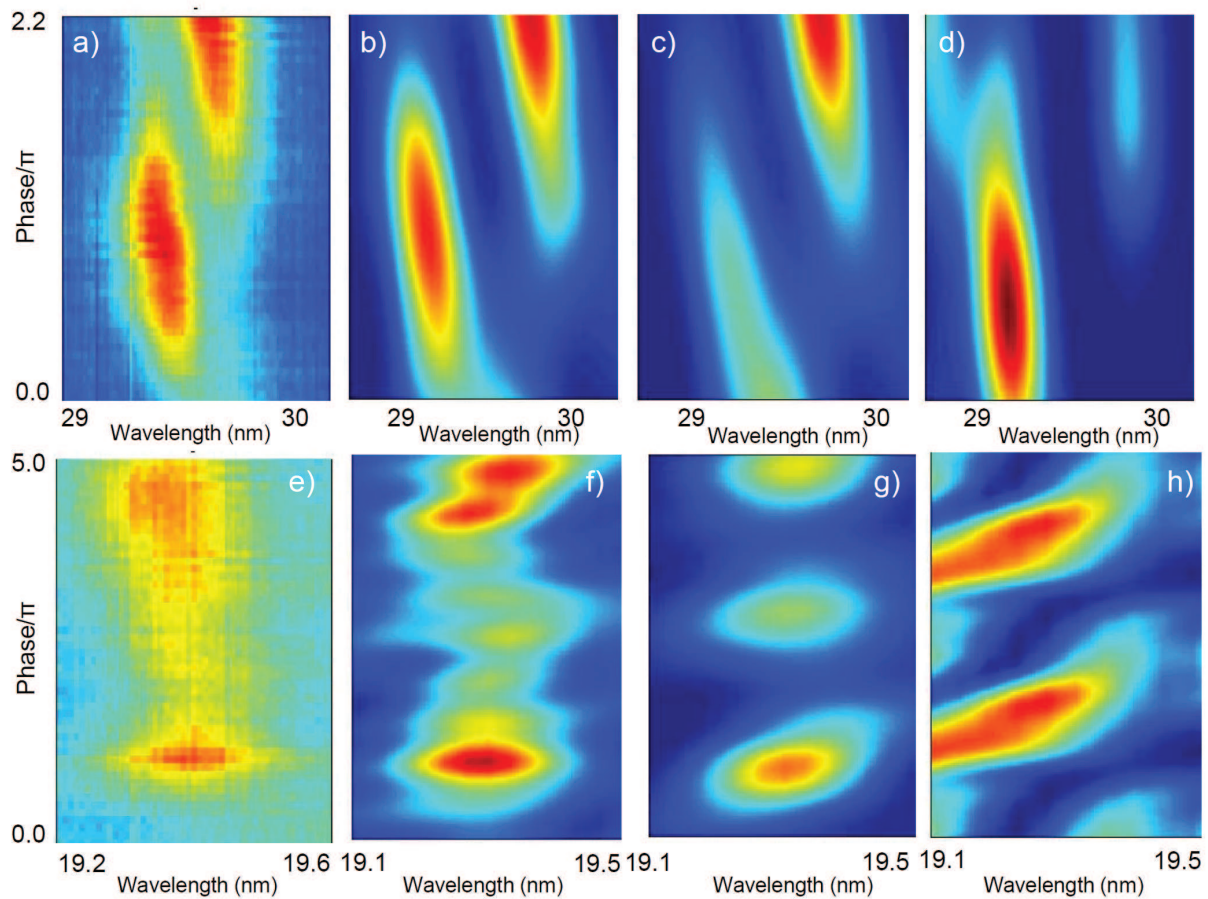 2.2
a)
b)
c)
d)
Phase/π
0.0
29 30
29 30
29 30
29 30
Wavelength (nm)
Wavelength (nm)
Wavelength (nm)
Wavelength (nm)
5.0
e)
f)
g)
h)
Phase/π
0.0
19.2 19.6
19.1 19.5
19.1 19.5
19.1 19.5
Wavelength (nm)
Wavelength (nm)
Wavelength (nm)
Wavelength (nm)